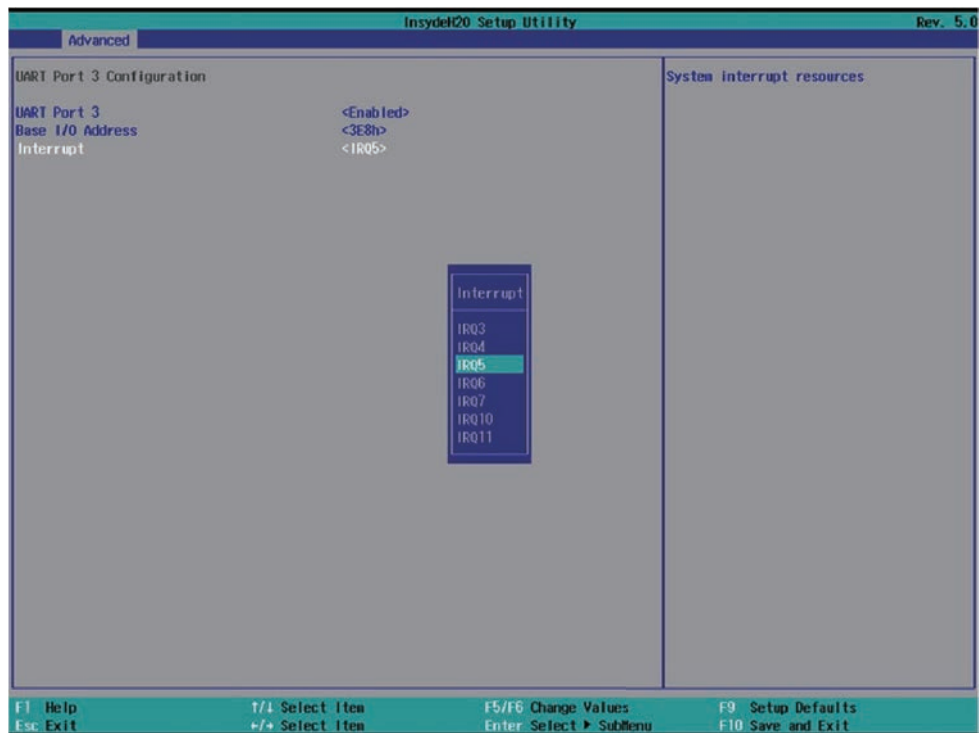 InsydeH20 Setup Utility Rev. 5.0
Advanced
UART Port 3 Configuration System interrupt resources
UART Port 3 <Enabled>
Base I/O Address <3E8h>
Interrupt <IRQ5>
Interrupt
IRQ3
IRQ4
IRQ5
IRQ6
IRQ7
IRQ10
IRQ11
F1 Help ↑/↓ Select Item F5/F6 Change Values F9 Setup Defaults
Esc Exit ←/→ Select Item Enter Select ▶ SubMenu F10 Save and Exit